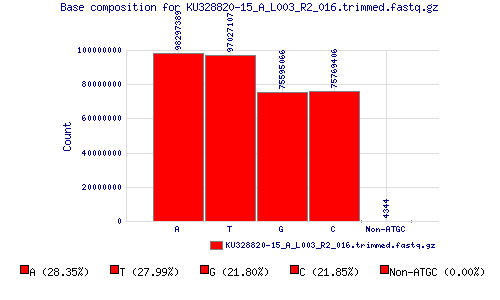 Base composition for KU328820-15_A_L003_R2_016.trimmed.fastq.gz
98297389
97027107
75595066
75769406
4344
100000000
80000000
60000000
40000000
20000000
0
Count
A T G C Non-ATGC
KU328820-15_A_L003_R2_016.trimmed.fastq.gz
A (28.35%) T (27.99%) G (21.80%) C (21.85%) Non-ATGC (0.00%)